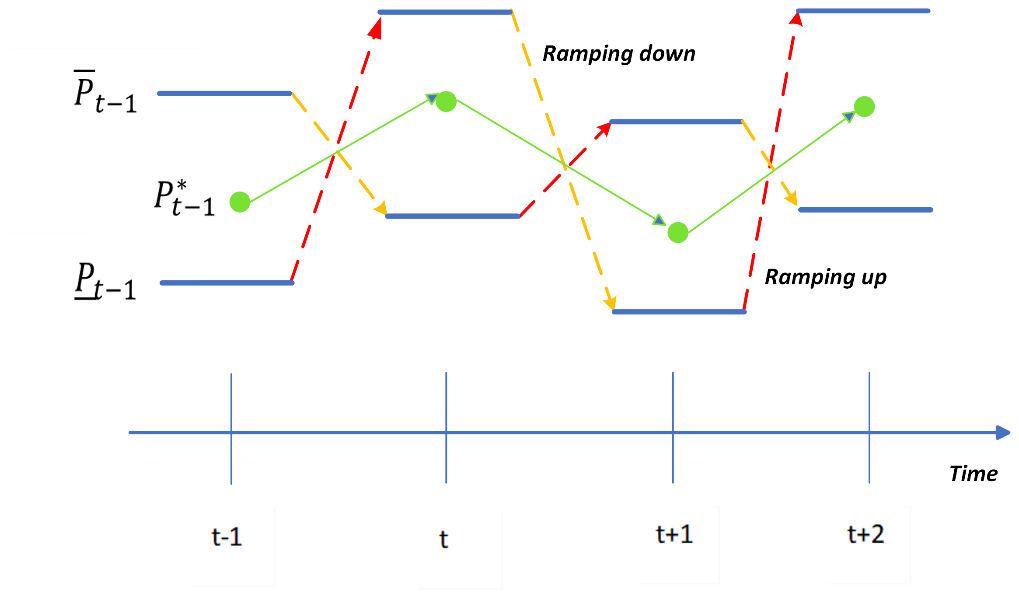 Ramping down
P̅t−1
P*t−1
P̲t−1
Ramping up
Time
t-1
t
t+1
t+2